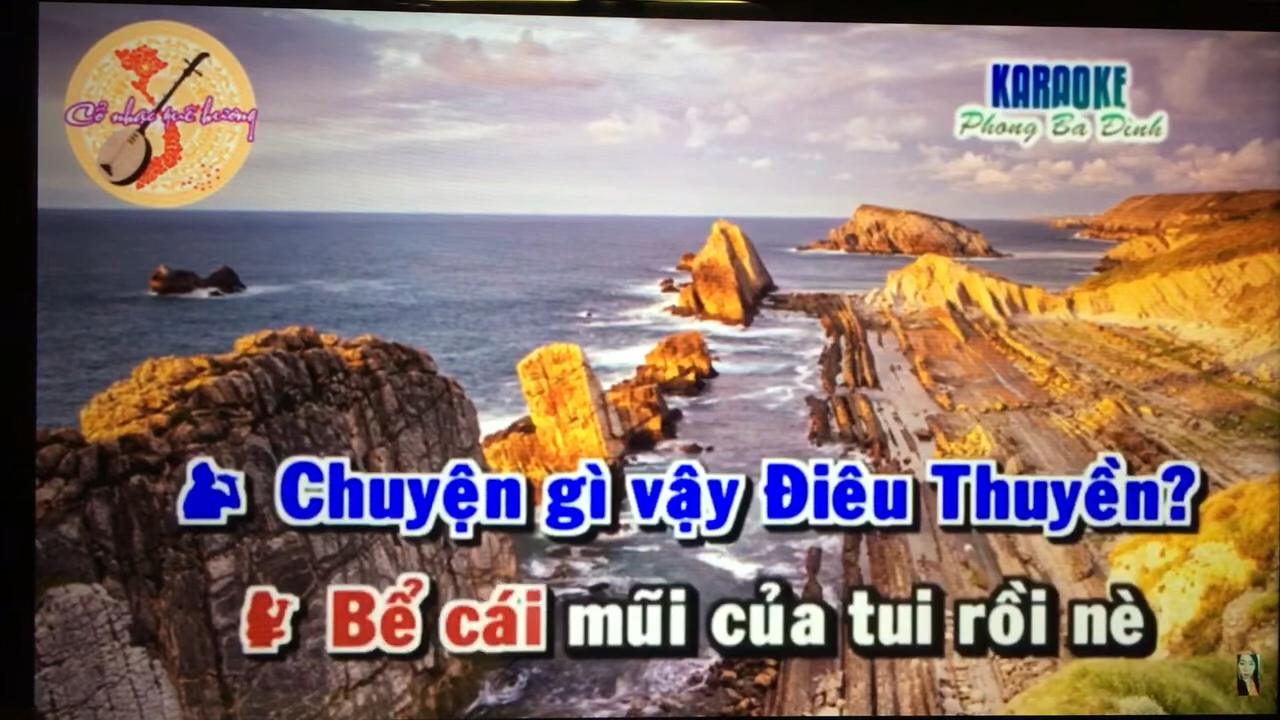 Cổ nhạc quê hương
KARAOKE
Phong Ba Đình
Chuyện gì vậy Điêu Thuyền?
Bể cái mũi của tui rồi nè